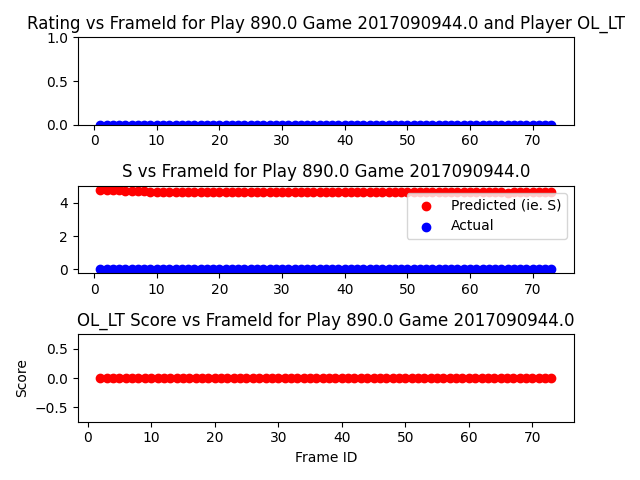 Rating vs FrameId for Play 890.0 Game 2017090944.0 and Player OL_LT
1.0
0.5
0.0
0 10 20 30 40 50 60 70
S vs FrameId for Play 890.0 Game 2017090944.0
4
2
0
Predicted (ie. S)
Actual
0 10 20 30 40 50 60 70
OL_LT Score vs FrameId for Play 890.0 Game 2017090944.0
Score
0.5
0.0
−0.5
0 10 20 30 40 50 60 70
Frame ID